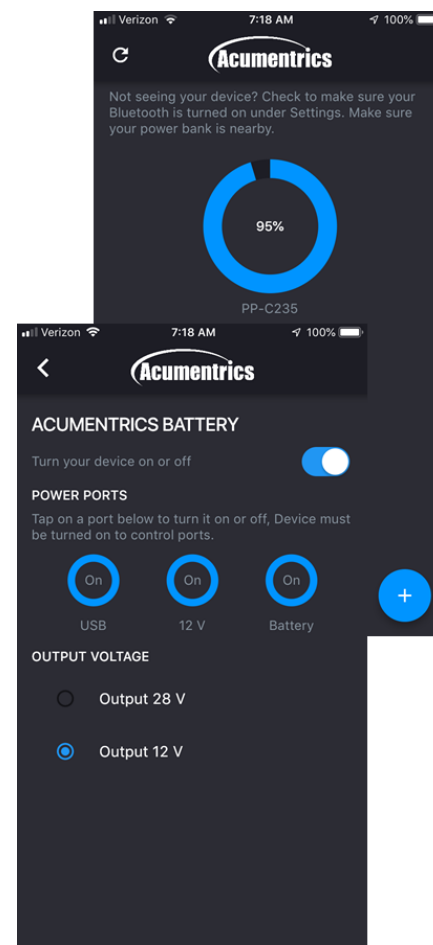 Verizon 7:18 AM 100%
Acumentrics
Not seeing your device? Check to make sure your
Bluetooth is turned on under Settings. Make sure
your power bank is nearby.
95%
PP-C235
Verizon 7:18 AM 100%
Acumentrics
ACUMENTRICS BATTERY
Turn your device on or off
POWER PORTS
Tap on a port below to turn it on or off, Device must
be turned on to control ports.
On On On
USB 12 V Battery
+
OUTPUT VOLTAGE
Output 28 V
Output 12 V